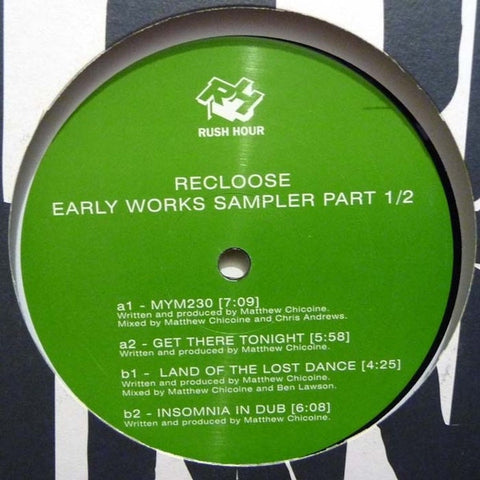 RH
RUSH HOUR
RECLOOSE
EARLY WORKS SAMPLER PART 1/2
a1 - MYM230 [7:09]
Written and produced by Matthew Chicoine.
Mixed by Matthew Chicoine and Chris Andrews.
a2 - GET THERE TONIGHT [5:58]
Written and produced by Matthew Chicoine.
b1 - LAND OF THE LOST DANCE [4:25]
Written and produced by Matthew Chicoine.
Mixed by Matthew Chicoine and Ben Lawson.
b2 - INSOMNIA IN DUB [6:08]
Written and produced by Matthew Chicoine.